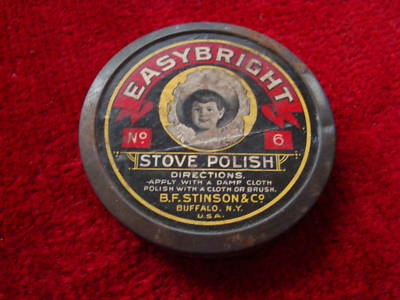 EASYBRIGHT
No 6
STOVE POLISH
DIRECTIONS.
APPLY WITH A DAMP CLOTH
POLISH WITH A CLOTH OR BRUSH.
B.F. STINSON & Co
BUFFALO, N.Y.
U.S.A.